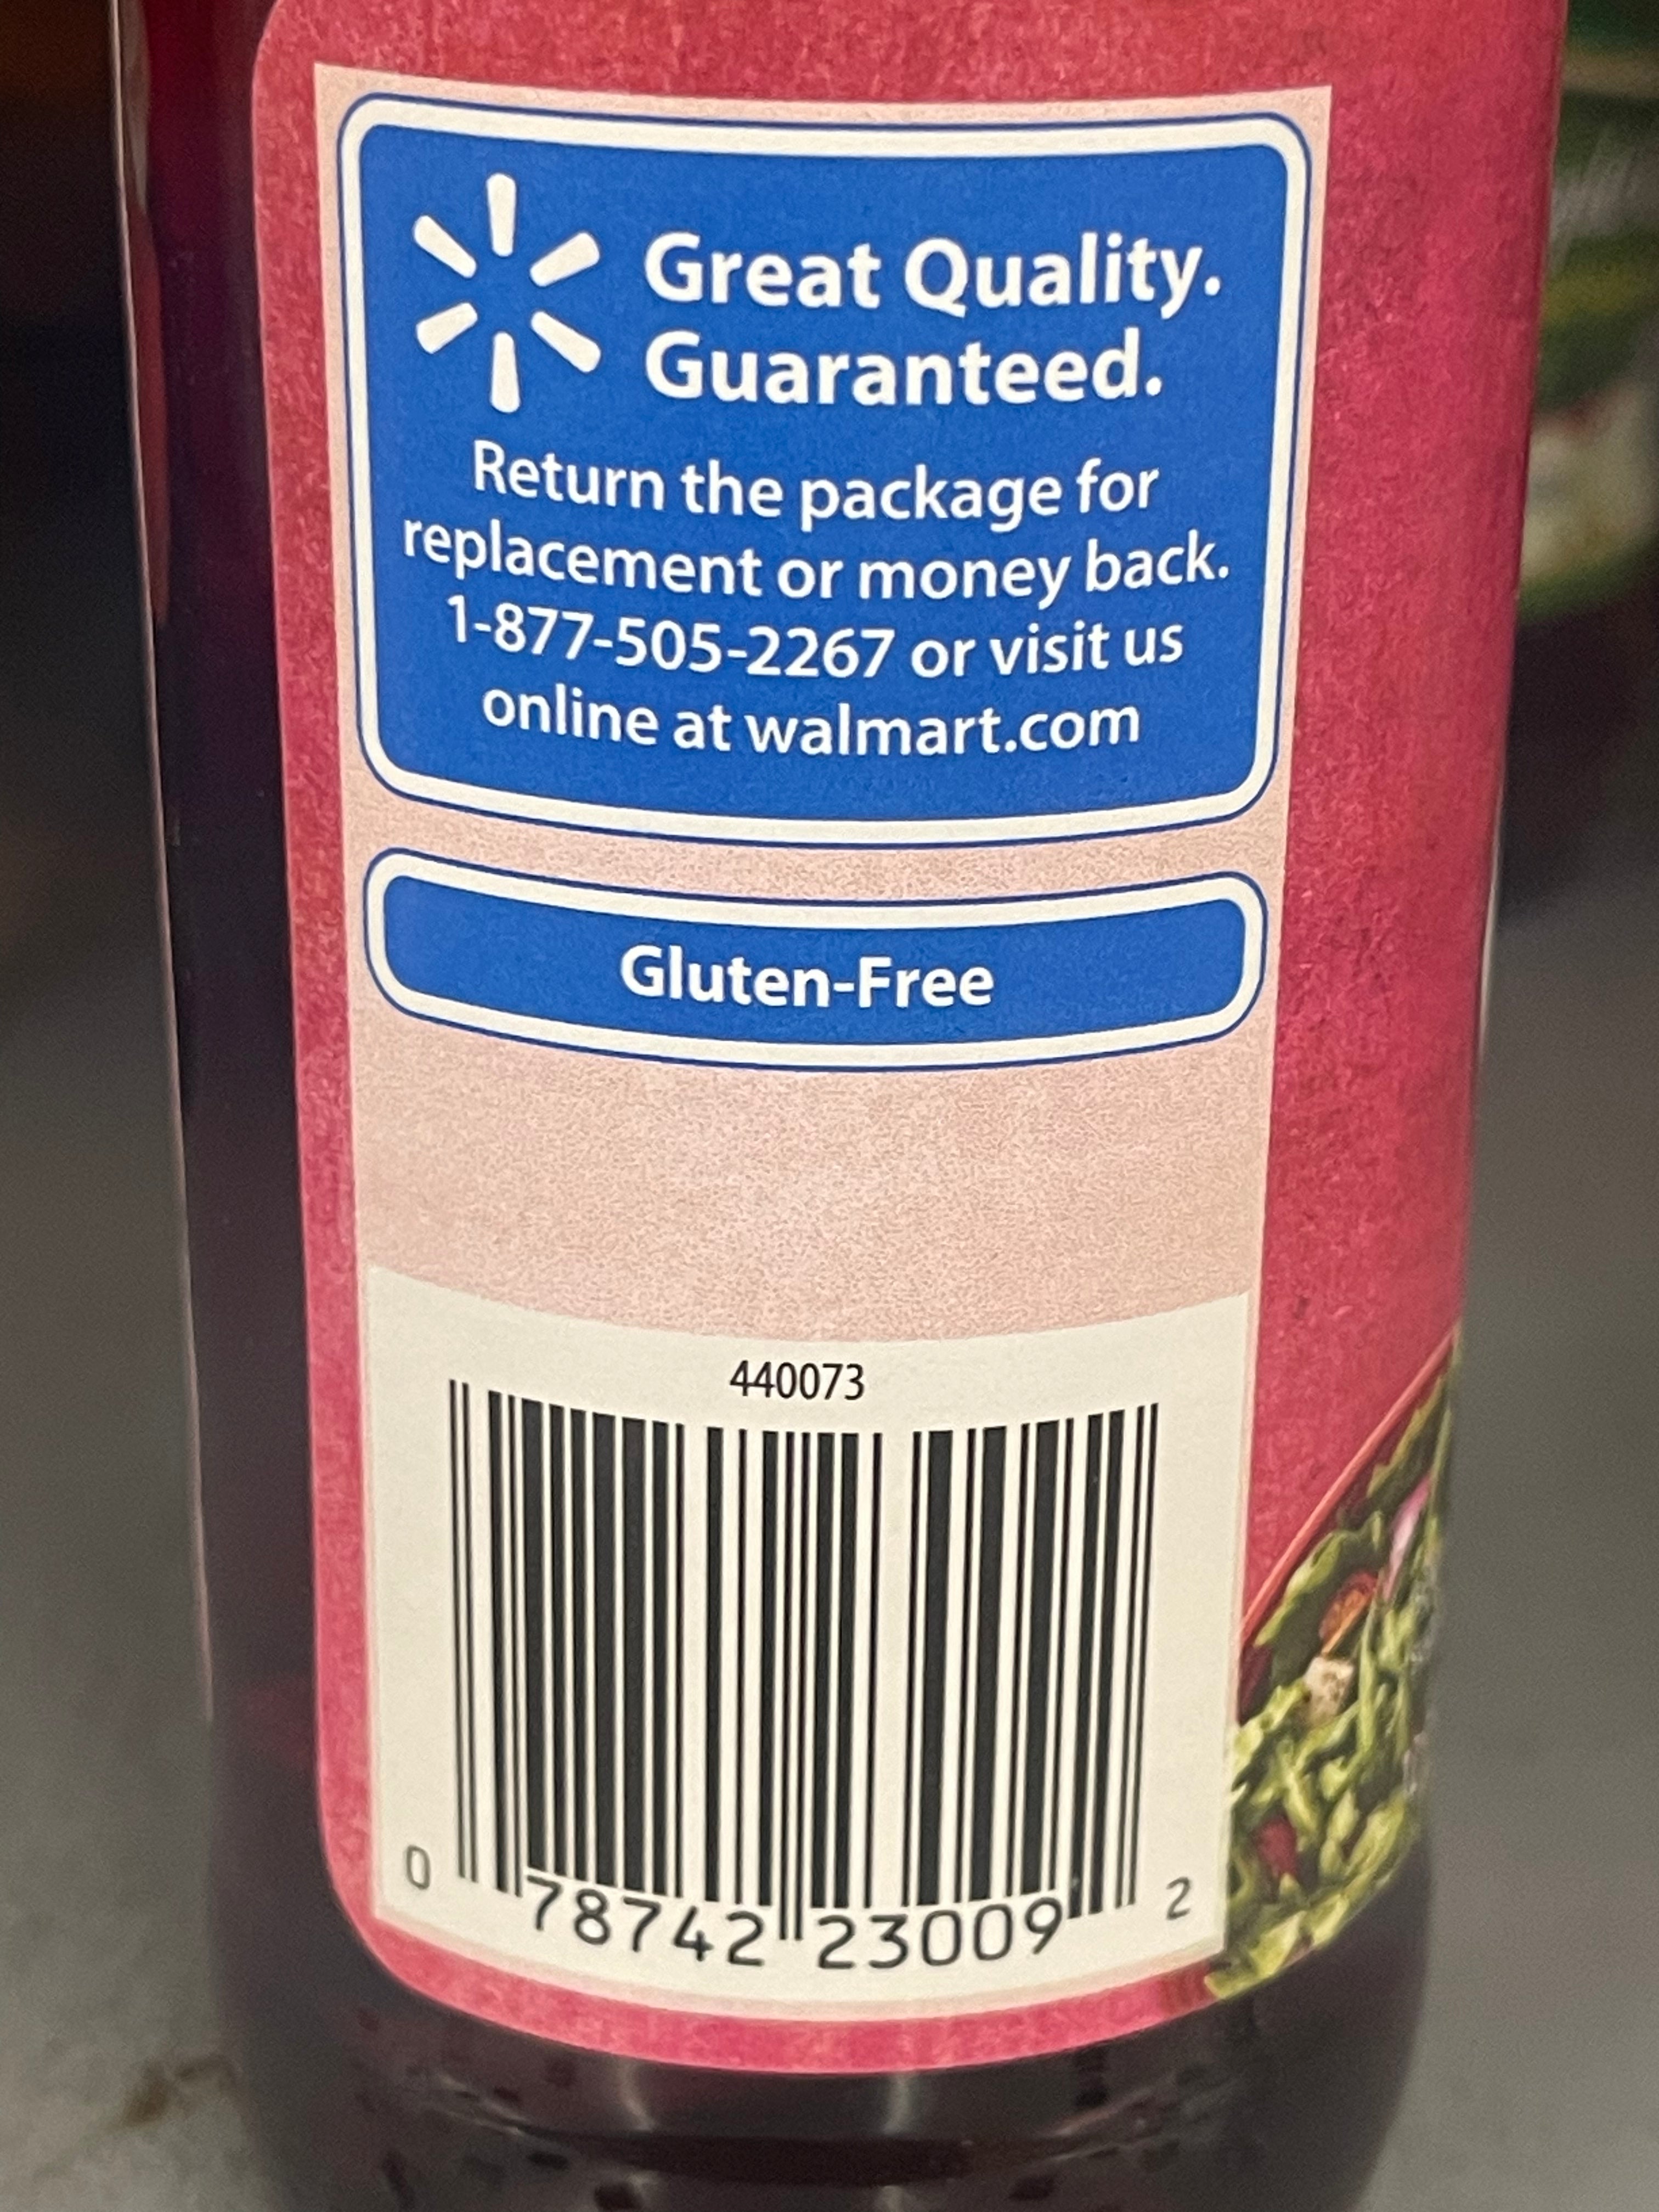 Great Quality.
Guaranteed.
Return the package for
replacement or money back.
1-877-505-2267 or visit us
online at walmart.com
Gluten-Free
440073
0 78742 23009 2